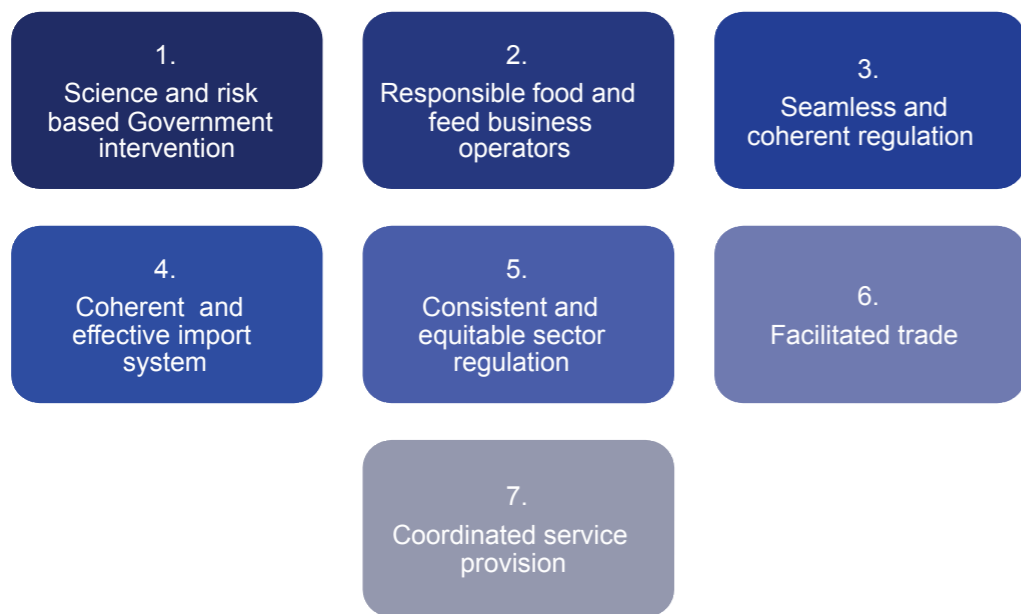 1.
Science and risk
based Government
intervention
2.
Responsible food and
feed business
operators
3.
Seamless and
coherent regulation
4.
Coherent  and
effective import
system
5.
Consistent and
equitable sector
regulation
6.
Facilitated trade
7.
Coordinated service
provision